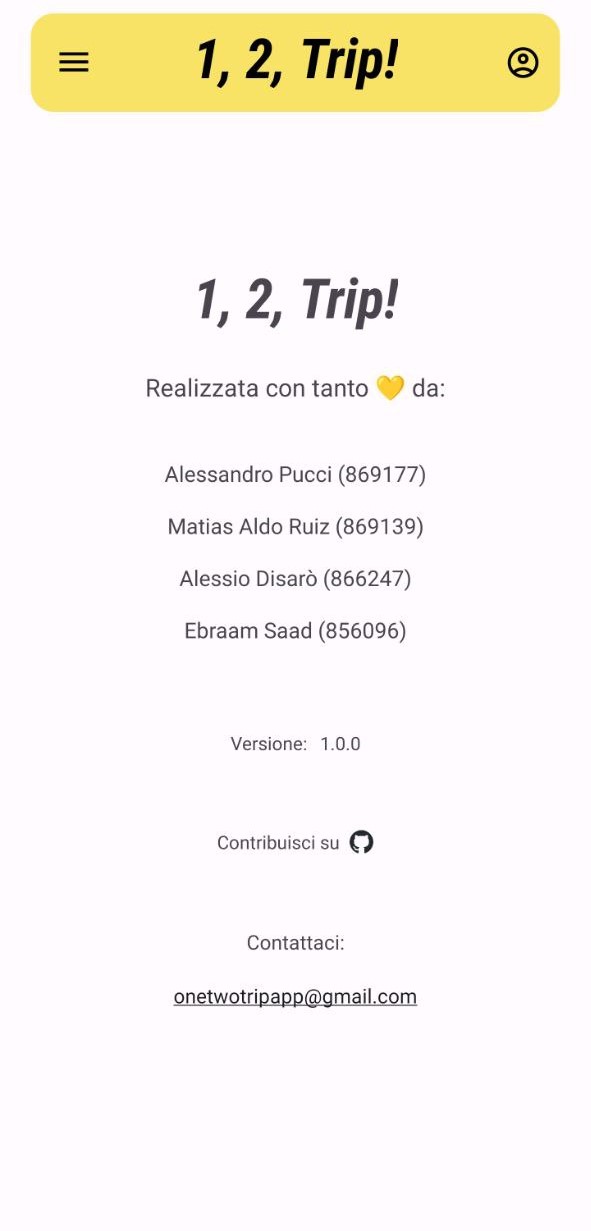 1, 2, Trip!
1, 2, Trip!
Realizzata con tanto 💛 da:
Alessandro Pucci (869177)
Matias Aldo Ruiz (869139)
Alessio Disarò (866247)
Ebraam Saad (856096)
Versione: 1.0.0
Contribuisci su
Contattaci:
onetwotripapp@gmail.com